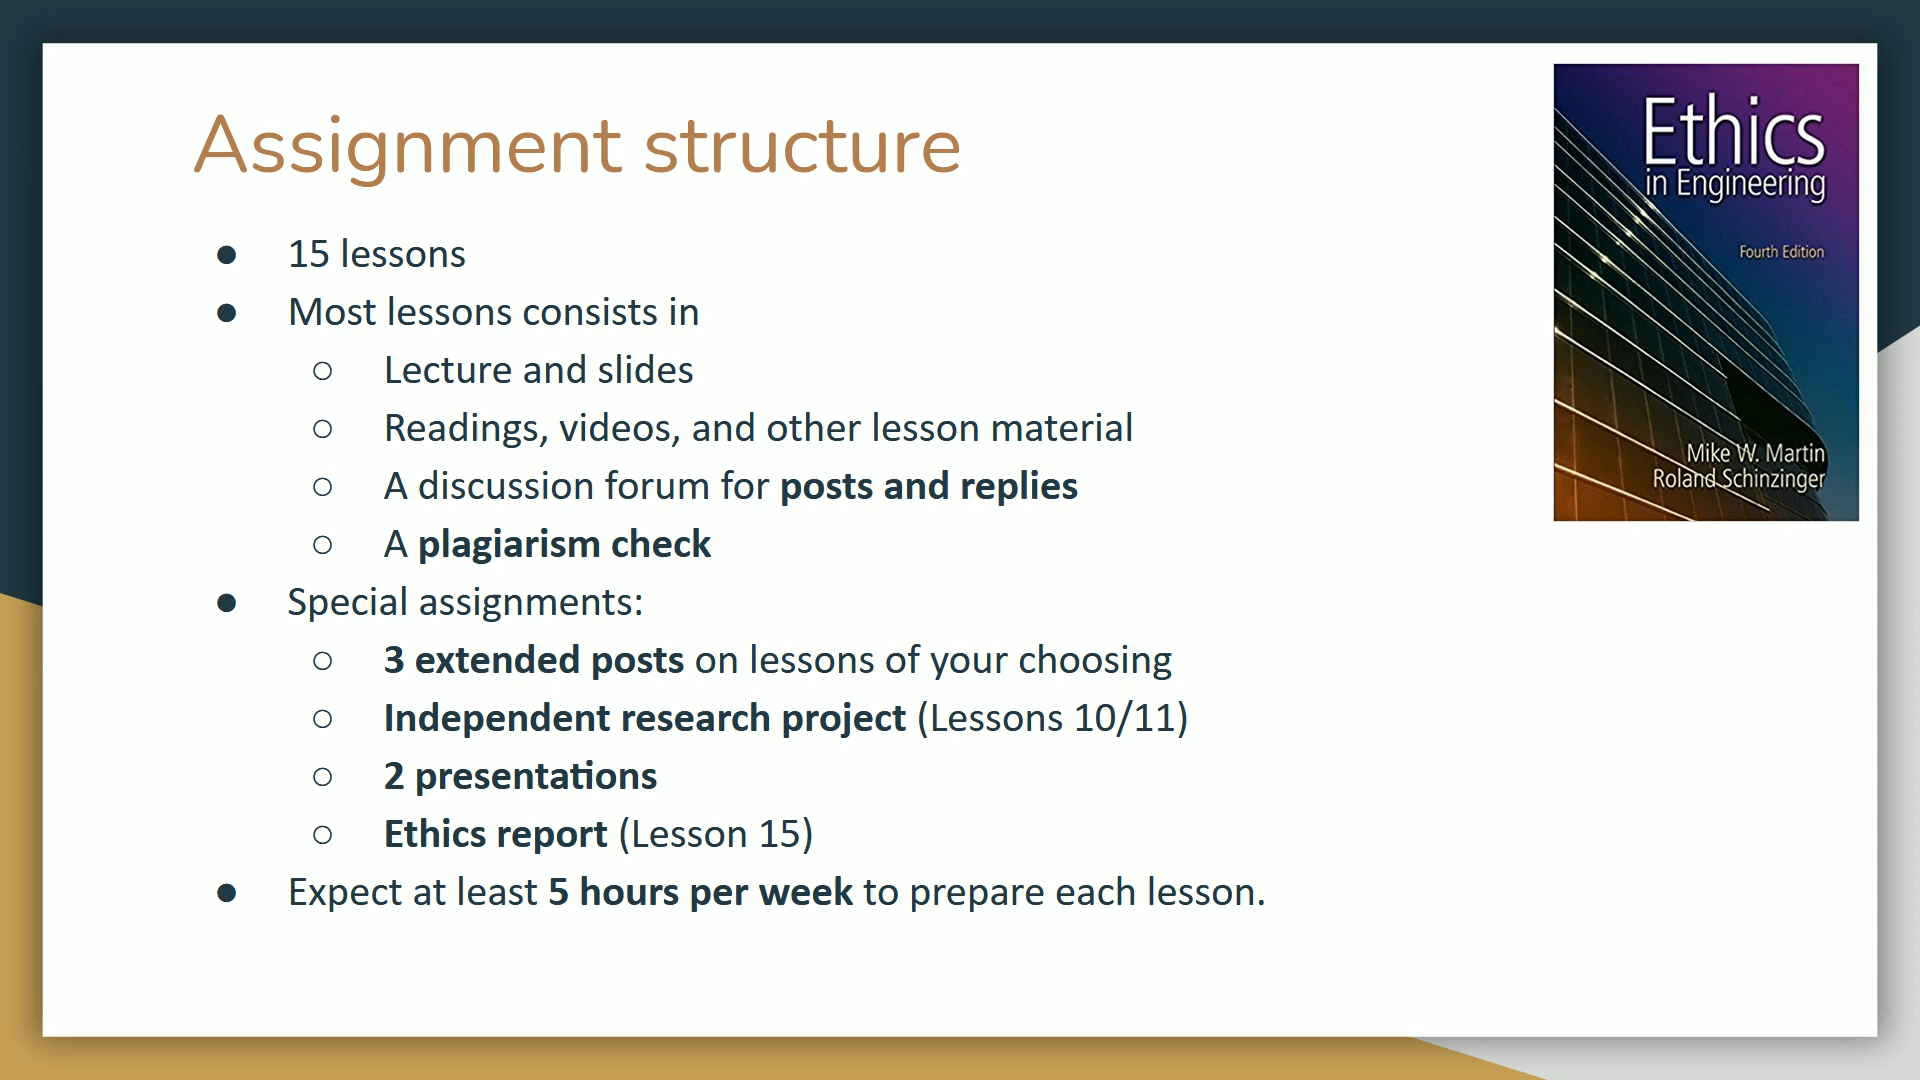 Assignment structure
● 15 lessons
● Most lessons consists in
○ Lecture and slides
○ Readings, videos, and other lesson material
○ A discussion forum for posts and replies
○ A plagiarism check
● Special assignments:
○ 3 extended posts on lessons of your choosing
○ Independent research project (Lessons 10/11)
○ 2 presentations
○ Ethics report (Lesson 15)
● Expect at least 5 hours per week to prepare each lesson.
Ethics
in Engineering
Fourth Edition
Mike W. Martin
Roland Schinzinger